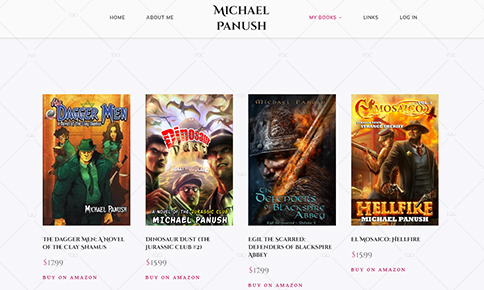 MICHAEL
PANUSH
HOME
ABOUT ME
MY BOOKS
LINKS
LOG IN
The DAGGER MEN
MICHAEL PANUSH
Dinosaur
DUST
A NOVEL OF THE JURASSIC CLUB
MICHAEL PANUSH
MICHAEL PANUSH
THE DEFENDERS
OF BLACKSPIRE
ABBEY
EL MOSAICO
STRANGE SHERIFF
HELLFIRE
MICHAEL PANUSH
THE DAGGER MEN: A NOVEL
OF THE CLAY SHAMUS
$17.99
BUY ON AMAZON
DINOSAUR DUST (THE
JURASSIC CLUB #2)
$15.99
BUY ON AMAZON
EGIL THE SCARRED:
DEFENDERS OF BLACKSPIRE
ABBEY
$17.99
BUY ON AMAZON
EL MOSAICO: HELLFIRE
$15.99
BUY ON AMAZON